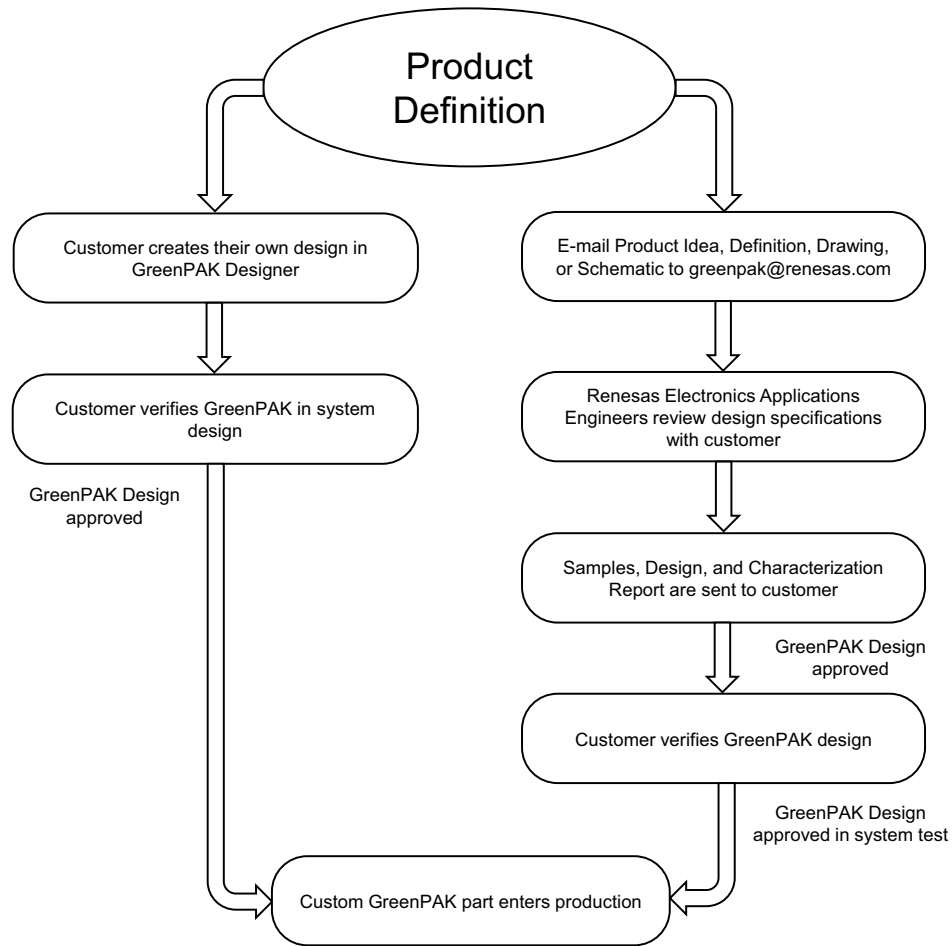 Product
Definition
Customer creates their own design in
GreenPAK Designer
Customer verifies GreenPAK in system
design
GreenPAK Design
approved
E-mail Product Idea, Definition, Drawing,
or Schematic to greenpak@renesas.com
Renesas Electronics Applications
Engineers review design specifications
with customer
Samples, Design, and Characterization
Report are sent to customer
GreenPAK Design
approved
Customer verifies GreenPAK design
GreenPAK Design
approved in system test
Custom GreenPAK part enters production